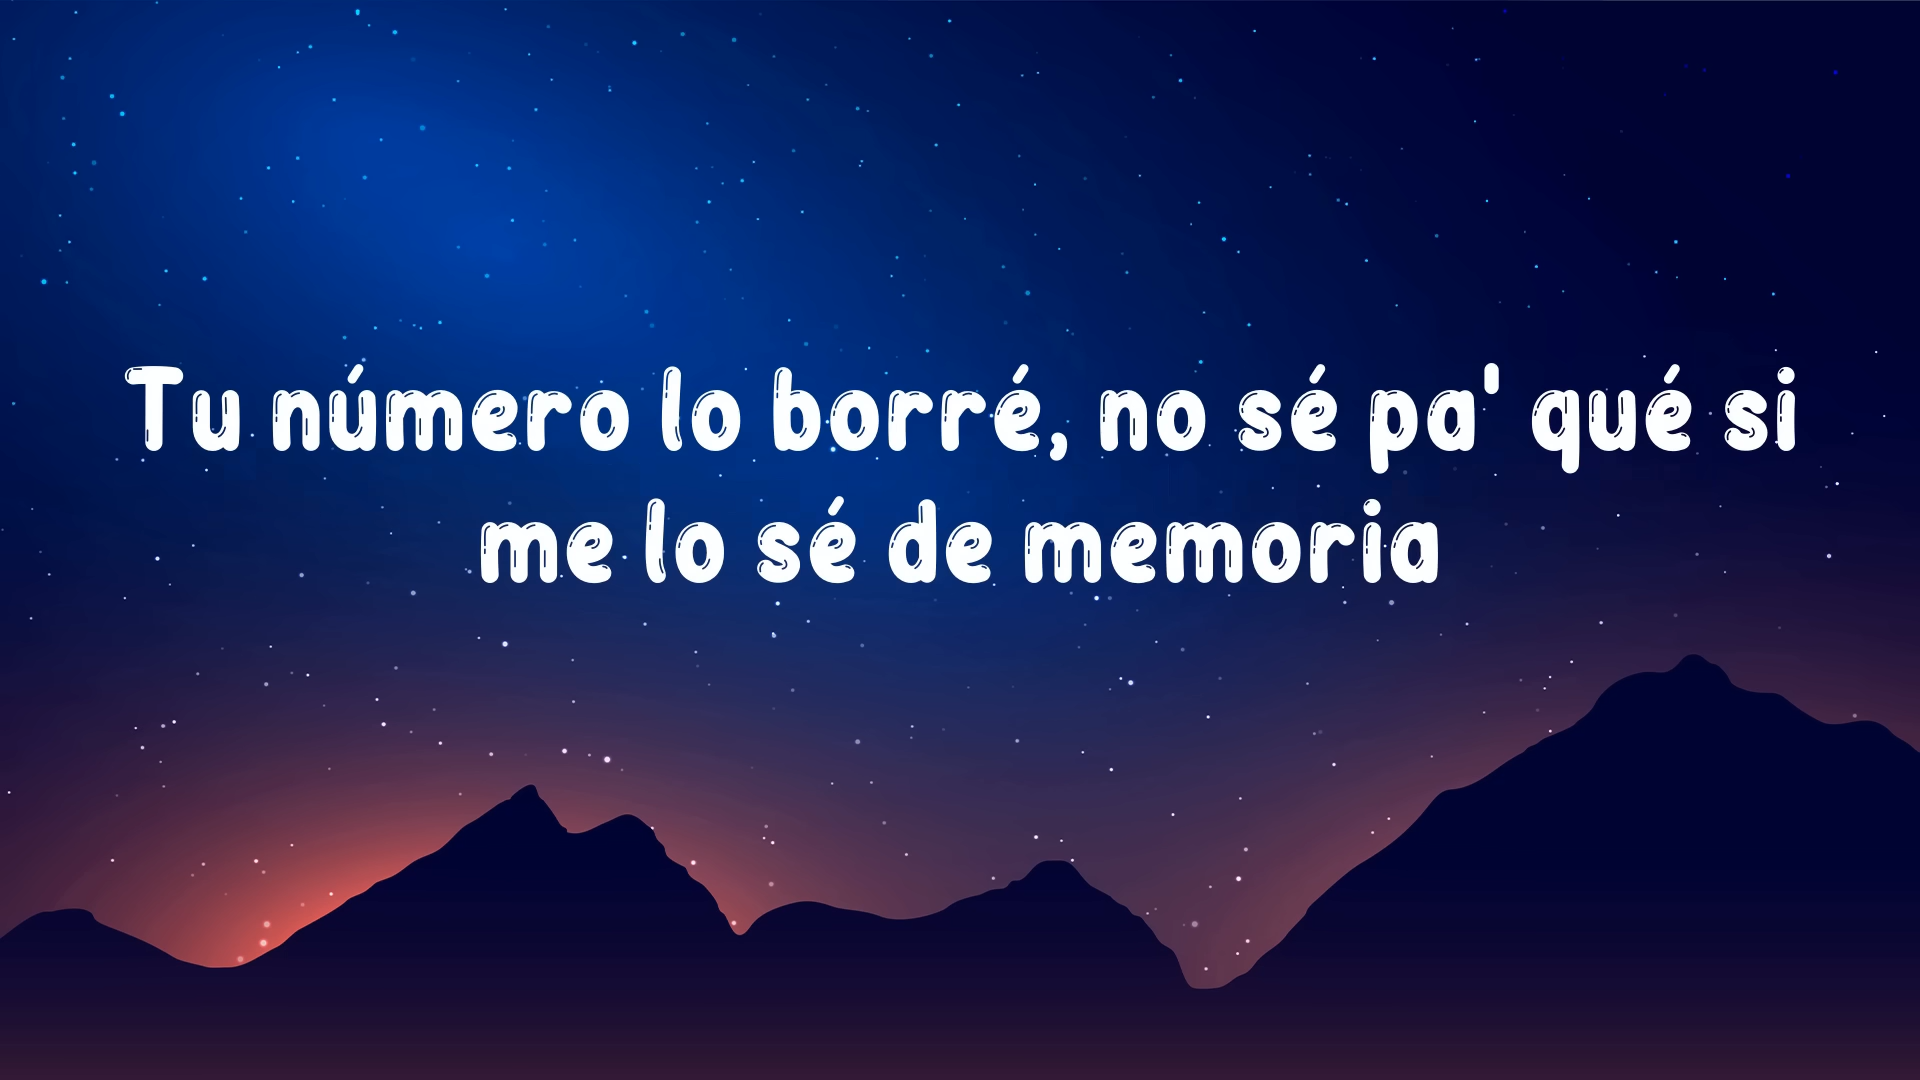 Tu número lo borré, no sé pa' qué si
me lo sé de memoria